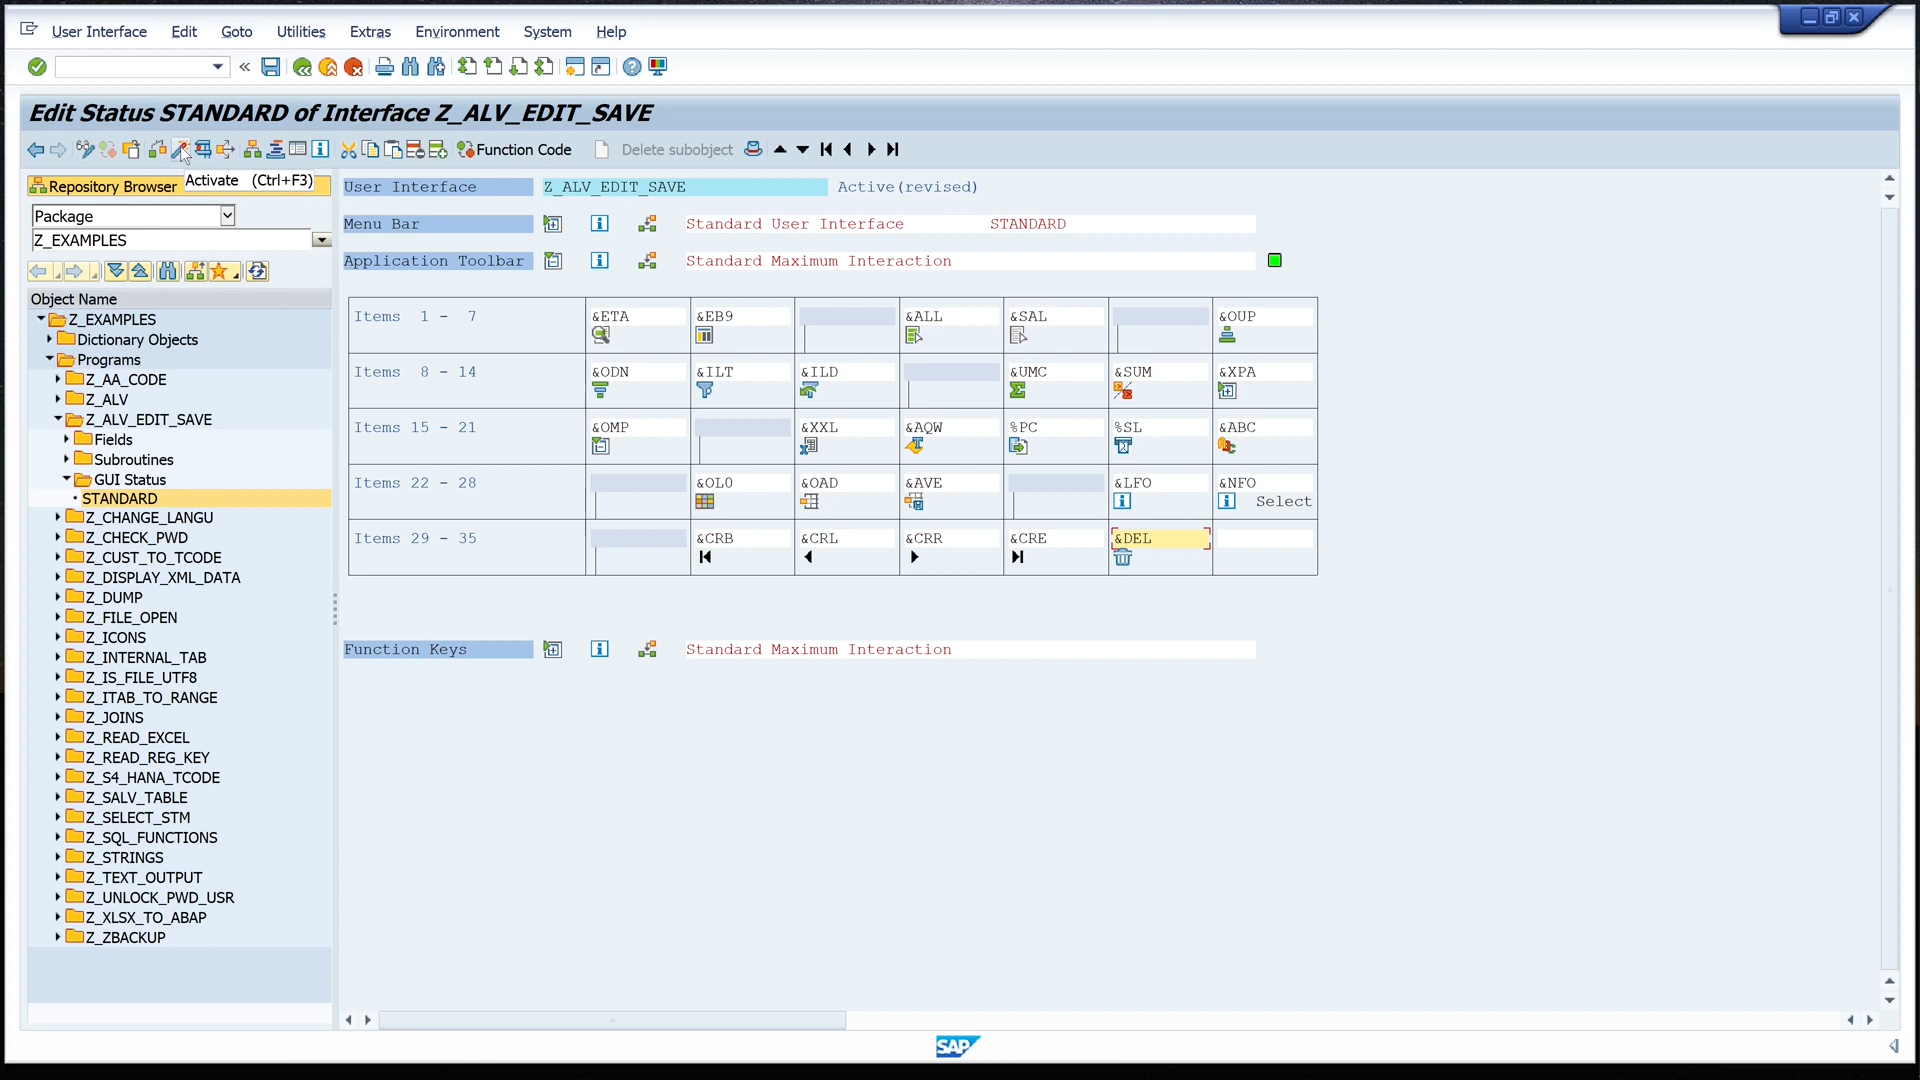 User Interface Edit Goto Utilities Extras Environment System Help
Edit Status STANDARD of Interface Z_ALV_EDIT_SAVE
Function Code Delete subobject
Repository Browser
Activate (Ctrl+F3)
Package
Z_EXAMPLES
Object Name
Z_EXAMPLES
Dictionary Objects
Programs
Z_AA_CODE
Z_ALV
Z_ALV_EDIT_SAVE
Fields
Subroutines
GUI Status
STANDARD
Z_CHANGE_LANGU
Z_CHECK_PWD
Z_CUST_TO_TCODE
Z_DISPLAY_XML_DATA
Z_DUMP
Z_FILE_OPEN
Z_ICONS
Z_INTERNAL_TAB
Z_IS_FILE_UTF8
Z_ITAB_TO_RANGE
Z_JOINS
Z_READ_EXCEL
Z_READ_REG_KEY
Z_S4_HANA_TCODE
Z_SALV_TABLE
Z_SELECT_STM
Z_SQL_FUNCTIONS
Z_STRINGS
Z_TEXT_OUTPUT
Z_UNLOCK_PWD_USR
Z_XLSX_TO_ABAP
Z_ZBACKUP
User Interface Z_ALV_EDIT_SAVE Active(revised)
Menu Bar Standard User Interface STANDARD
Application Toolbar Standard Maximum Interaction
Items 1 - 7 &ETA &EB9 &ALL &SAL &OUP
Items 8 - 14 &ODN &ILT &ILD &UMC &SUM &XPA
Items 15 - 21 &OMP &XXL &AQW %PC %SL &ABC
Items 22 - 28 &OL0 &OAD &AVE &LFO &NFO
Select
Items 29 - 35 &CRB &CRL &CRR &CRE &DEL
Function Keys Standard Maximum Interaction
SAP